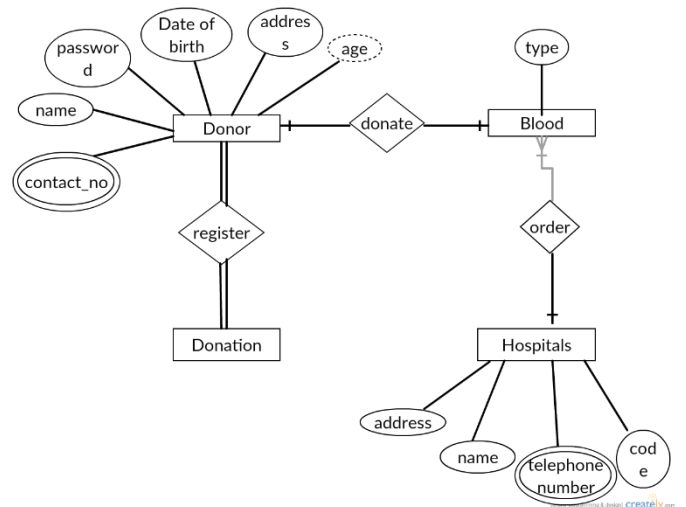 Date of
birth
addres
s
passwor
d
age
type
name
Donor
donate
Blood
contact_no
register
order
Donation
Hospitals
address
name
telephone
number
cod
e
creately